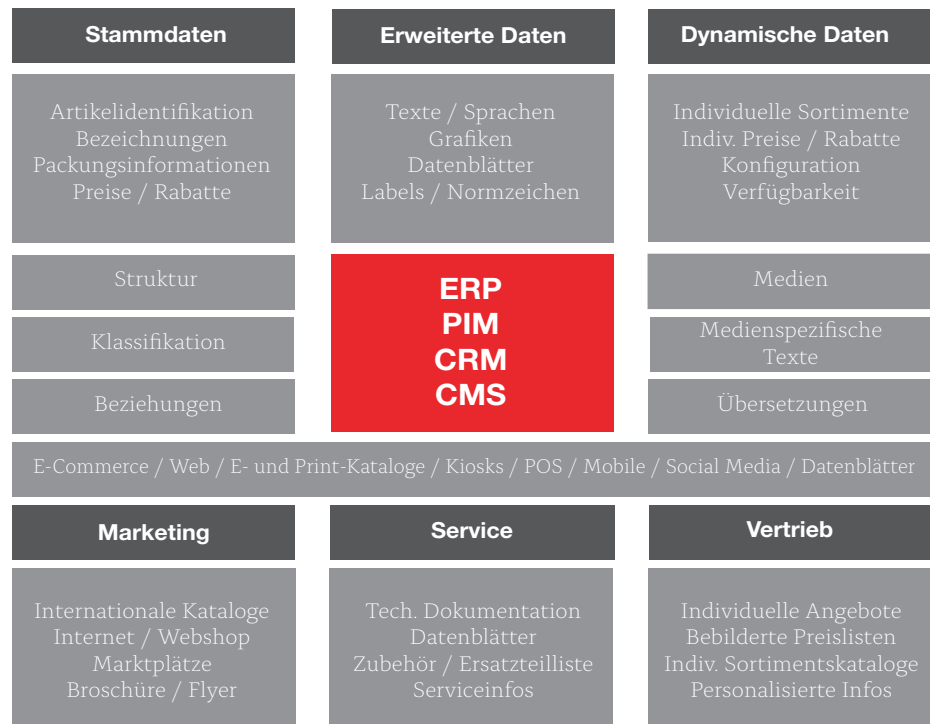 Stammdaten
Erweiterte Daten
Dynamische Daten
Artikelidentifikation
Bezeichnungen
Packungsinformationen
Preise / Rabatte
Texte / Sprachen
Grafiken
Datenblätter
Labels / Normzeichen
Individuelle Sortimente
Indiv. Preise / Rabatte
Konfiguration
Verfügbarkeit
Struktur
Klassifikation
Beziehungen
ERP
PIM
CRM
CMS
Medien
Medienspezifische
Texte
Übersetzungen
E-Commerce / Web / E- und Print-Kataloge / Kiosks / POS / Mobile / Social Media / Datenblätter
Marketing
Service
Vertrieb
Internationale Kataloge
Internet / Webshop
Marktplätze
Broschüre / Flyer
Tech. Dokumentation
Datenblätter
Zubehör / Ersatzteilliste
Serviceinfos
Individuelle Angebote
Bebilderte Preislisten
Indiv. Sortimentskataloge
Personalisierte Infos